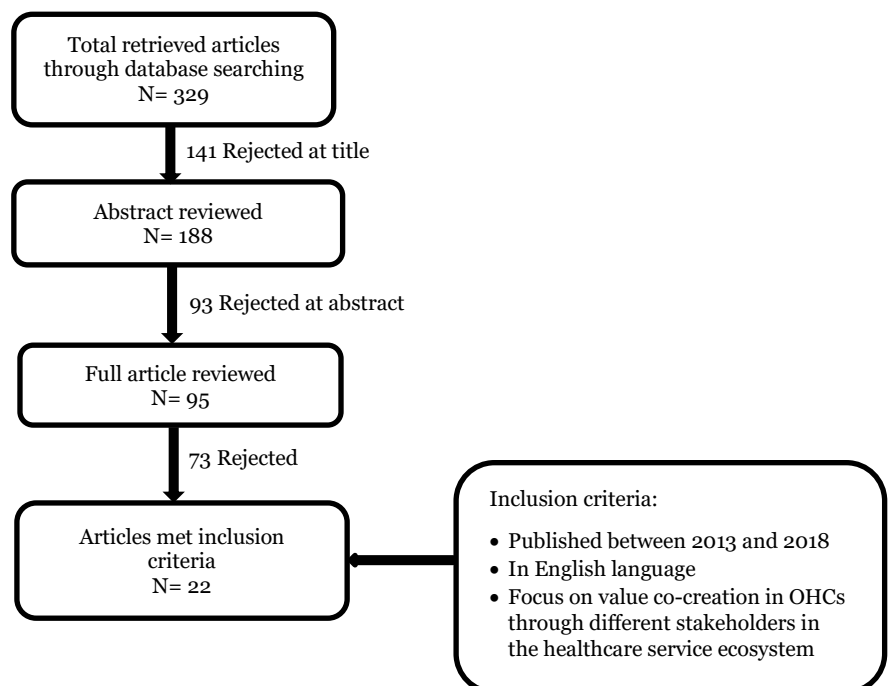 Total retrieved articles
through database searching
N= 329
141 Rejected at title
Abstract reviewed
N= 188
93 Rejected at abstract
Full article reviewed
N= 95
73 Rejected
Articles met inclusion
criteria
N= 22
Inclusion criteria:
• Published between 2013 and 2018
• In English language
• Focus on value co-creation in OHCs
through different stakeholders in
the healthcare service ecosystem